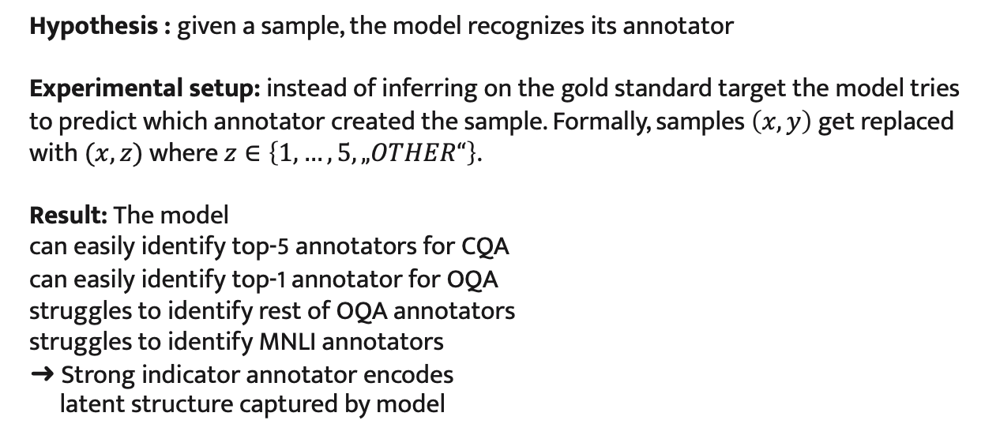 Hypothesis : given a sample, the model recognizes its annotator
Experimental setup: instead of inferring on the gold standard target the model tries
to predict which annotator created the sample. Formally, samples (x, y) get replaced
with (x, z) where z ∈ {1, … , 5, „OTHER“}.
Result: The model
can easily identify top-5 annotators for CQA
can easily identify top-1 annotator for OQA
struggles to identify rest of OQA annotators
struggles to identify MNLI annotators
→ Strong indicator annotator encodes
latent structure captured by model